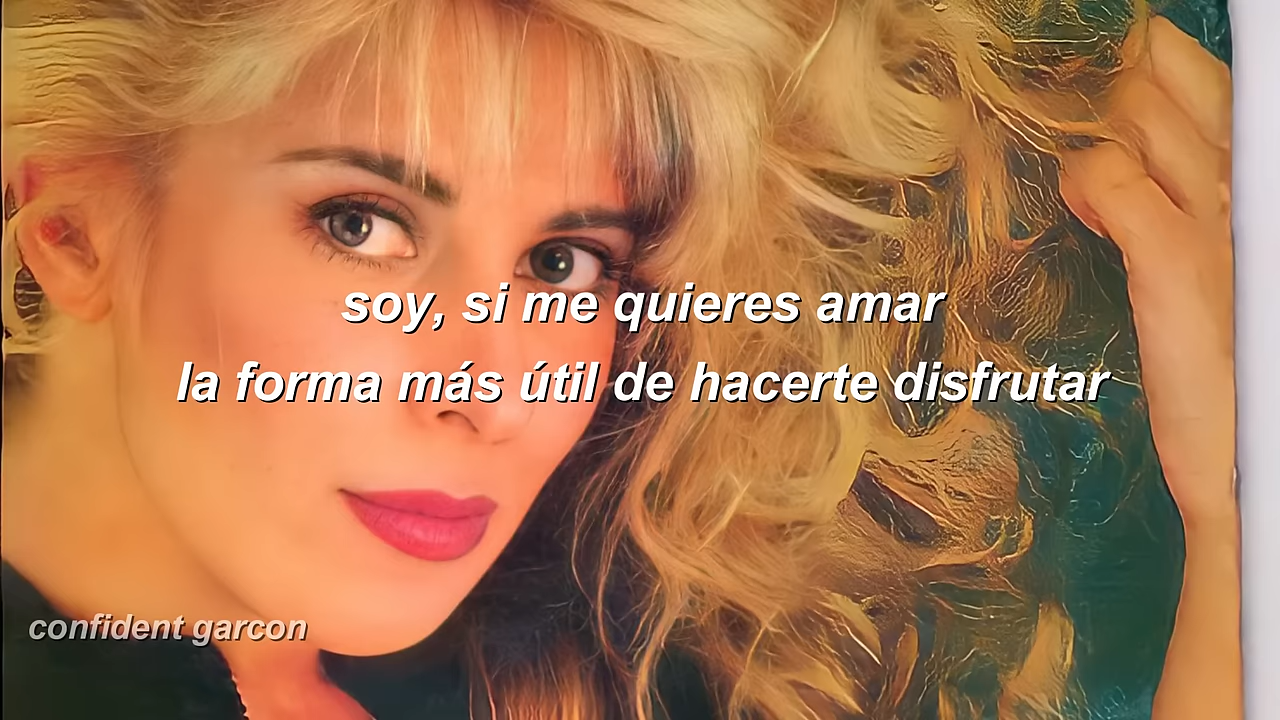 soy, si me quieres amar
la forma más útil de hacerte disfrutar
confident garcon